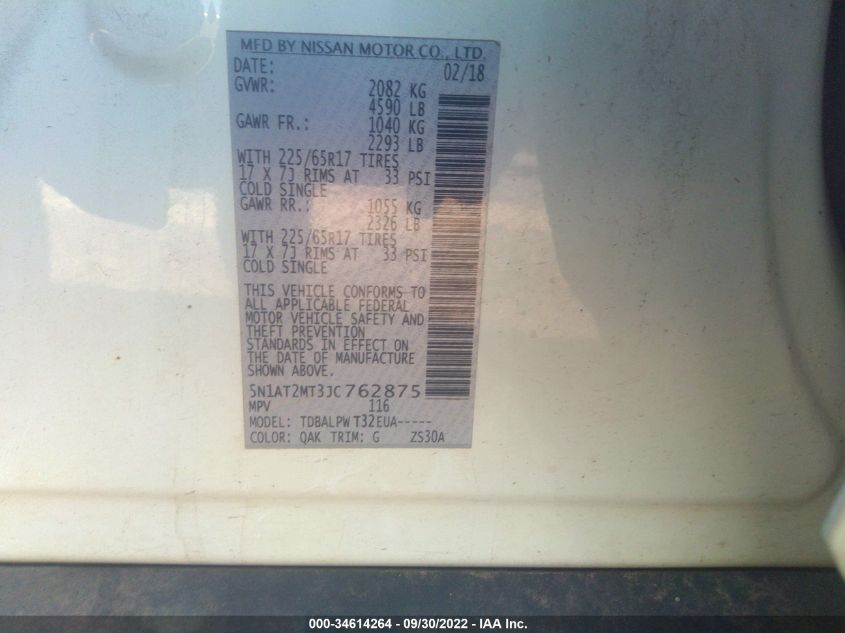 MFD BY NISSAN MOTOR CO., LTD.
DATE: 02/18
GVWR: 2082 KG
4590 LB
GAWR FR.: 1040 KG
2293 LB
WITH 225/65R17 TIRES
17 X 7J RIMS AT 33 PSI
COLD SINGLE
GAWR RR.: 1055 KG
2326 LB
WITH 225/65R17 TIRES
17 X 7J RIMS AT 33 PSI
COLD SINGLE
THIS VEHICLE CONFORMS TO
ALL APPLICABLE FEDERAL
MOTOR VEHICLE SAFETY AND
THEFT PREVENTION
STANDARDS IN EFFECT ON
THE DATE OF MANUFACTURE
SHOWN ABOVE.
5N1AT2MT3JC762875
MPV 116
MODEL: TDBALPW T32EUA-----
COLOR: QAK TRIM: G ZS30A
000-34614264 - 09/30/2022 - IAA Inc.